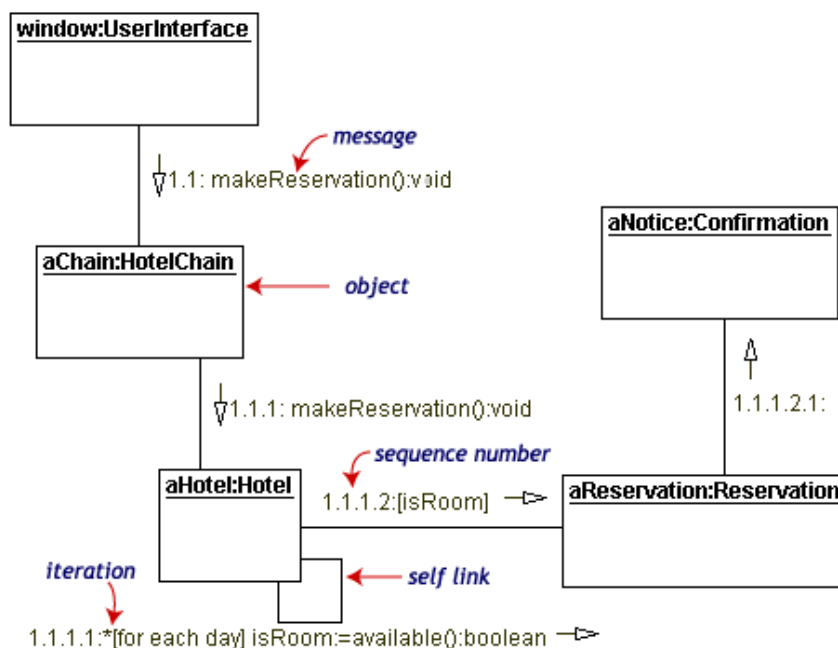 window:UserInterface
message
1.1: makeReservation():void
aNotice:Confirmation
aChain:HotelChain
object
1.1.1.2.1:
1.1.1: makeReservation():void
sequence number
aHotel:Hotel
1.1.1.2:[isRoom]
aReservation:Reservation
iteration
self link
1.1.1.1:*[for each day] isRoom:=available():boolean